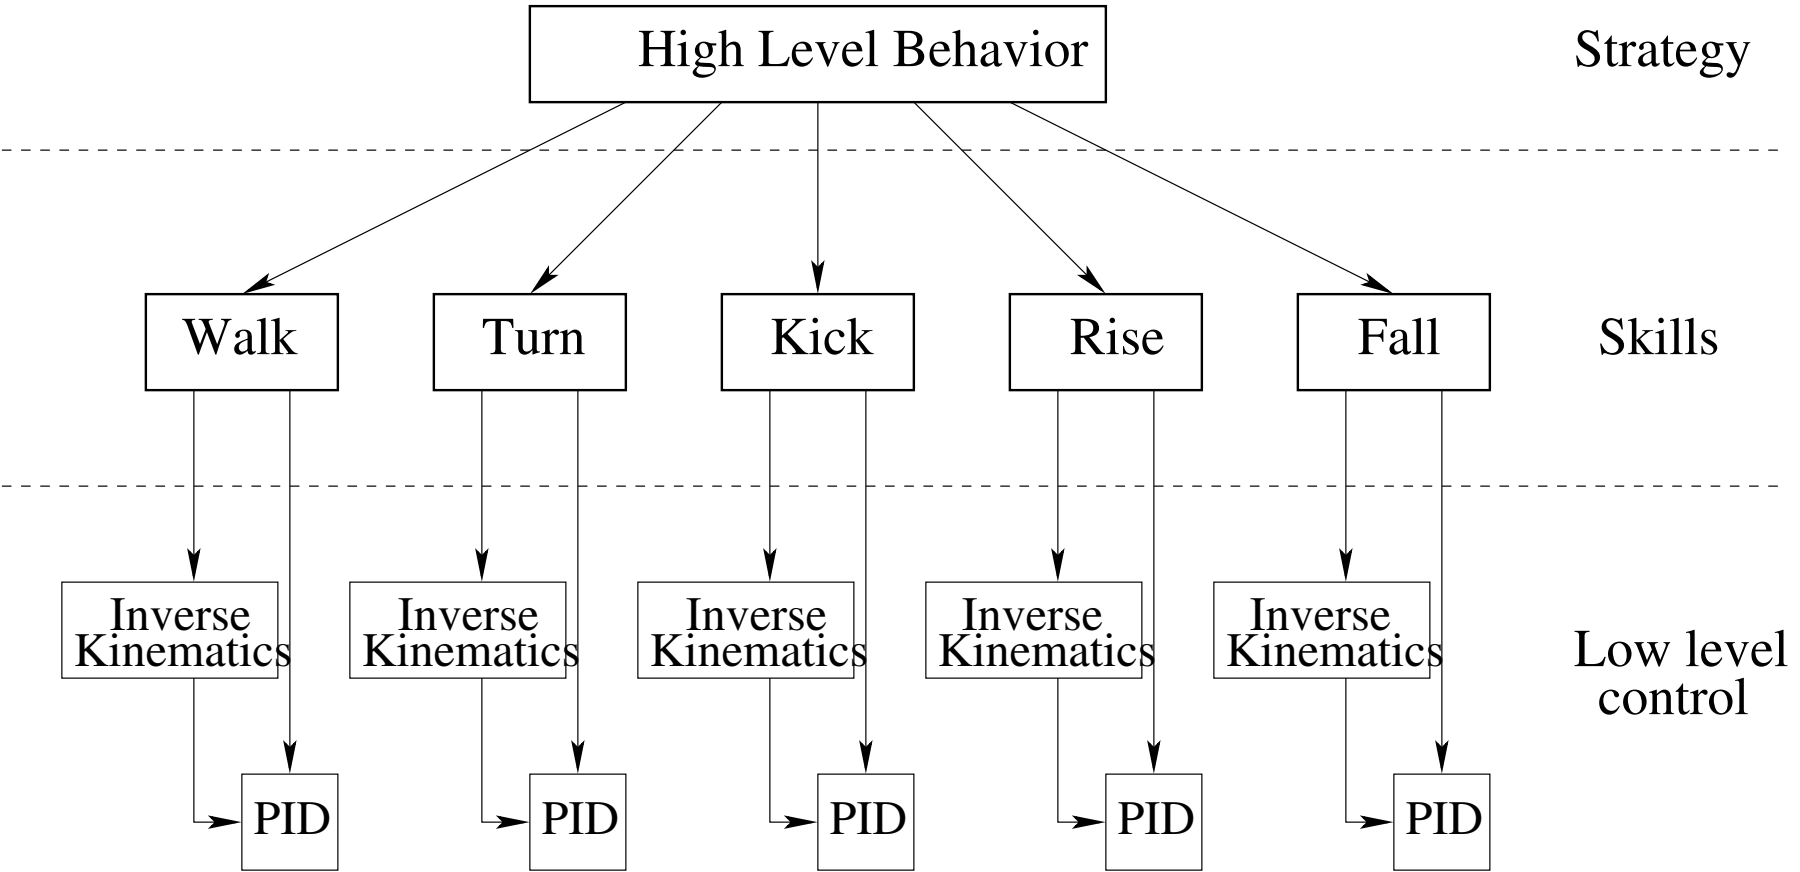 High Level Behavior
Strategy
Walk
Turn
Kick
Rise
Fall
Skills
Inverse
Kinematics
Inverse
Kinematics
Inverse
Kinematics
Inverse
Kinematics
Inverse
Kinematics
Low level
control
PID
PID
PID
PID
PID